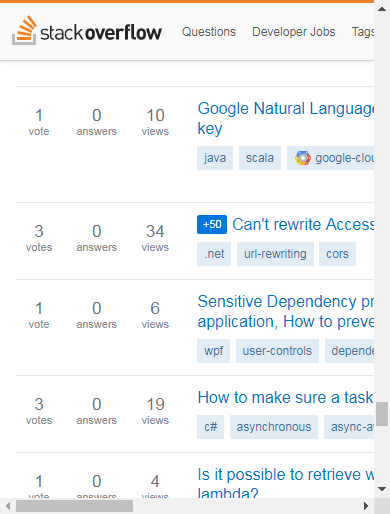 stackoverflow Questions Developer Jobs Tags
1 0 10 Google Natural Language
vote answers views key
java scala google-clou
3 0 34 +50 Can't rewrite Access
votes answers views .net url-rewriting cors
1 0 6 Sensitive Dependency pr
vote answers views application, How to preve
wpf user-controls depende
3 0 19 How to make sure a task
votes answers views c# asynchronous async-av
1 0 4 Is it possible to retrieve w
vote answers views lambda?